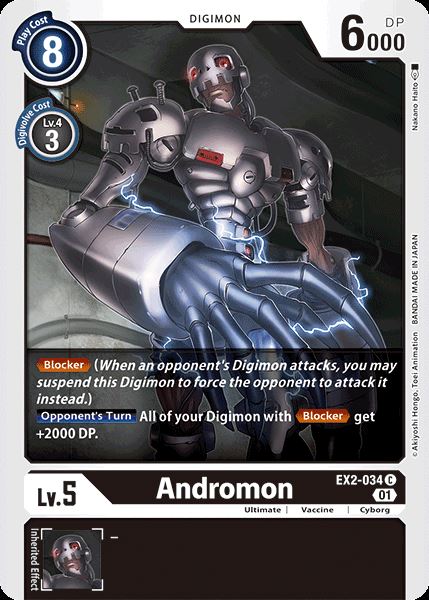 Play Cost
8
DIGIMON
6000
DP
Digivolve Cost
Lv.4
3
Nakano Haito
Blocker (When an opponent's Digimon attacks, you may
suspend this Digimon to force the opponent to attack it
instead.)
Opponent's Turn All of your Digimon with Blocker get
+2000 DP.
© Akiyoshi Hongo, Toei Animation BANDAI MADE IN JAPAN
Lv.5
Andromon
EX2-034 C
01
Ultimate | Vaccine | Cyborg
Inherited Effect
–